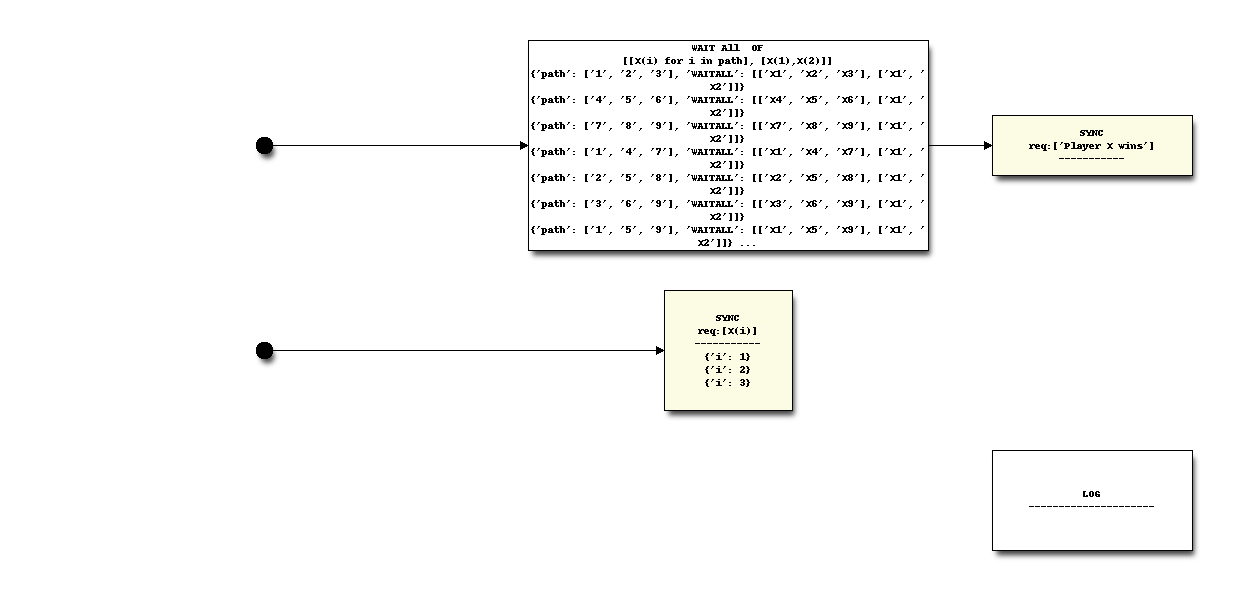 WAIT All OF
[[X(i) for i in path], [X(1),X(2)]]
{'path': ['1', '2', '3'], 'WAITALL': [['X1', 'X2', 'X3'], ['X1', '
X2']]}
{'path': ['4', '5', '6'], 'WAITALL': [['X4', 'X5', 'X6'], ['X1', '
X2']]}
{'path': ['7', '8', '9'], 'WAITALL': [['X7', 'X8', 'X9'], ['X1', '
X2']]}
{'path': ['1', '4', '7'], 'WAITALL': [['X1', 'X4', 'X7'], ['X1', '
X2']]}
{'path': ['2', '5', '8'], 'WAITALL': [['X2', 'X5', 'X8'], ['X1', '
X2']]}
{'path': ['3', '6', '9'], 'WAITALL': [['X3', 'X6', 'X9'], ['X1', '
X2']]}
{'path': ['1', '5', '9'], 'WAITALL': [['X1', 'X5', 'X9'], ['X1', '
X2']]} ...
SYNC
req:['Player X wins']
-----------
SYNC
req:[X(i)]
-----------
{'i': 1}
{'i': 2}
{'i': 3}
LOG
---------------------